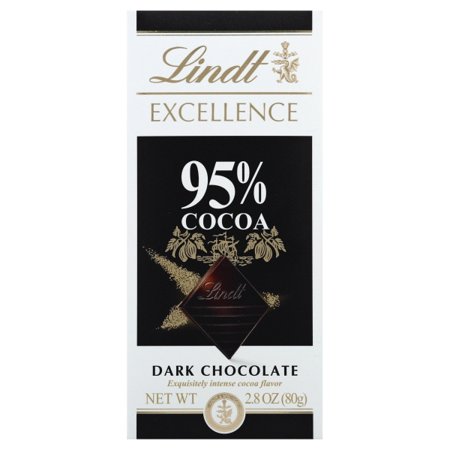 Lindt
EXCELLENCE
95%
COCOA
Lindt
DARK CHOCOLATE
Exquisitely intense cocoa flavor
NET WT 2.8 OZ (80g)